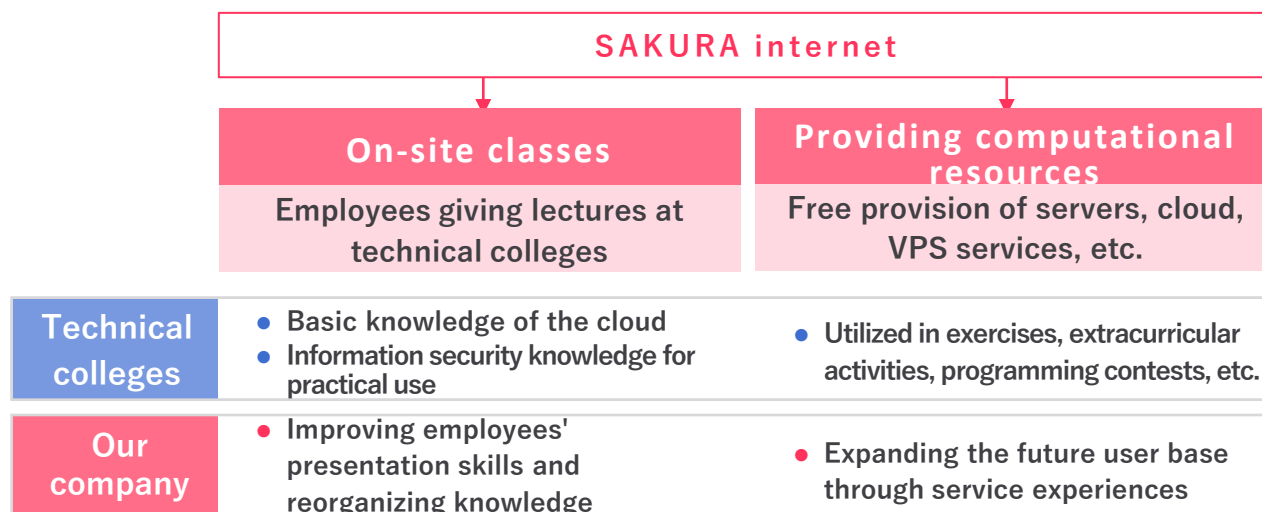 SAKURA internet
On-site classes
Providing computational
resources
Employees giving lectures at
technical colleges
Free provision of servers, cloud,
VPS services, etc.
Technical
colleges
● Basic knowledge of the cloud
● Information security knowledge for
practical use
● Utilized in exercises, extracurricular
activities, programming contests, etc.
Our
company
● Improving employees'
presentation skills and
reorganizing knowledge
● Expanding the future user base
through service experiences